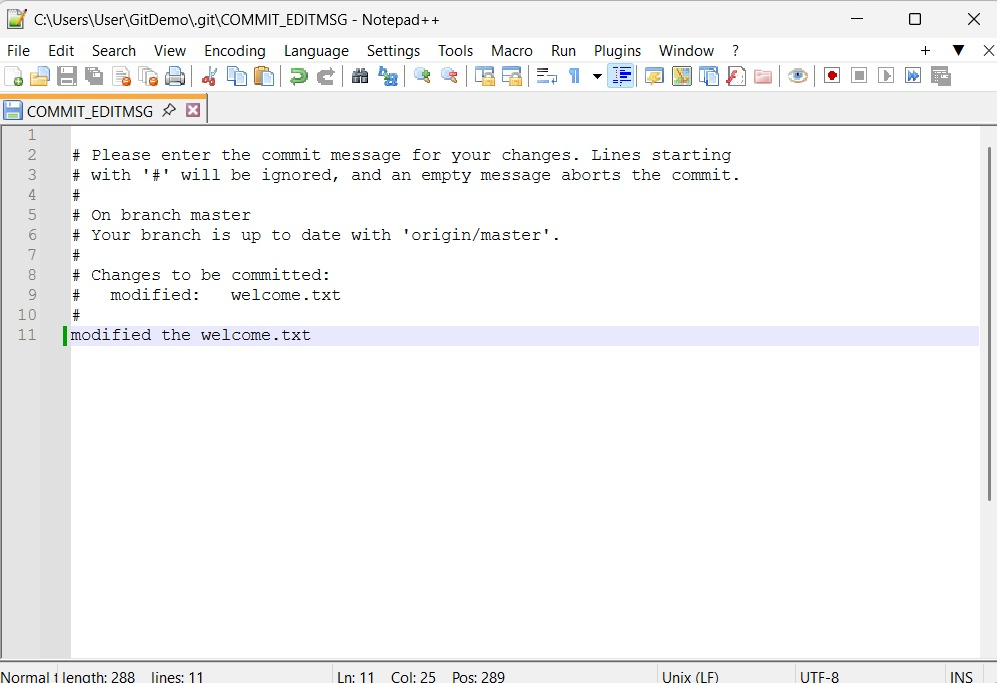 C:\Users\User\GitDemo\.git\COMMIT_EDITMSG - Notepad++
File Edit Search View Encoding Language Settings Tools Macro Run Plugins Window ?
COMMIT_EDITMSG
1
2 # Please enter the commit message for your changes. Lines starting
3 # with '#' will be ignored, and an empty message aborts the commit.
4 #
5 # On branch master
6 # Your branch is up to date with 'origin/master'.
7 #
8 # Changes to be committed:
9 #   modified:   welcome.txt
10 #
11 modified the welcome.txt
Normal t length: 288 lines: 11 Ln: 11 Col: 25 Pos: 289 Unix (LF) UTF-8 INS